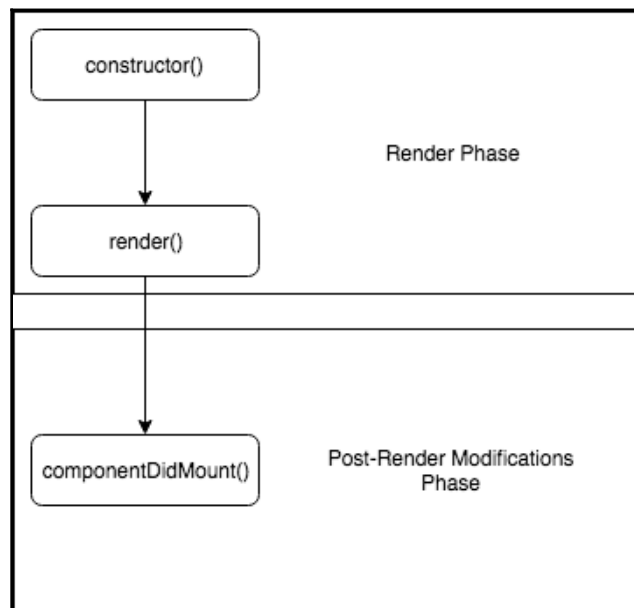 constructor()
Render Phase
render()
componentDidMount()
Post-Render Modifications
Phase